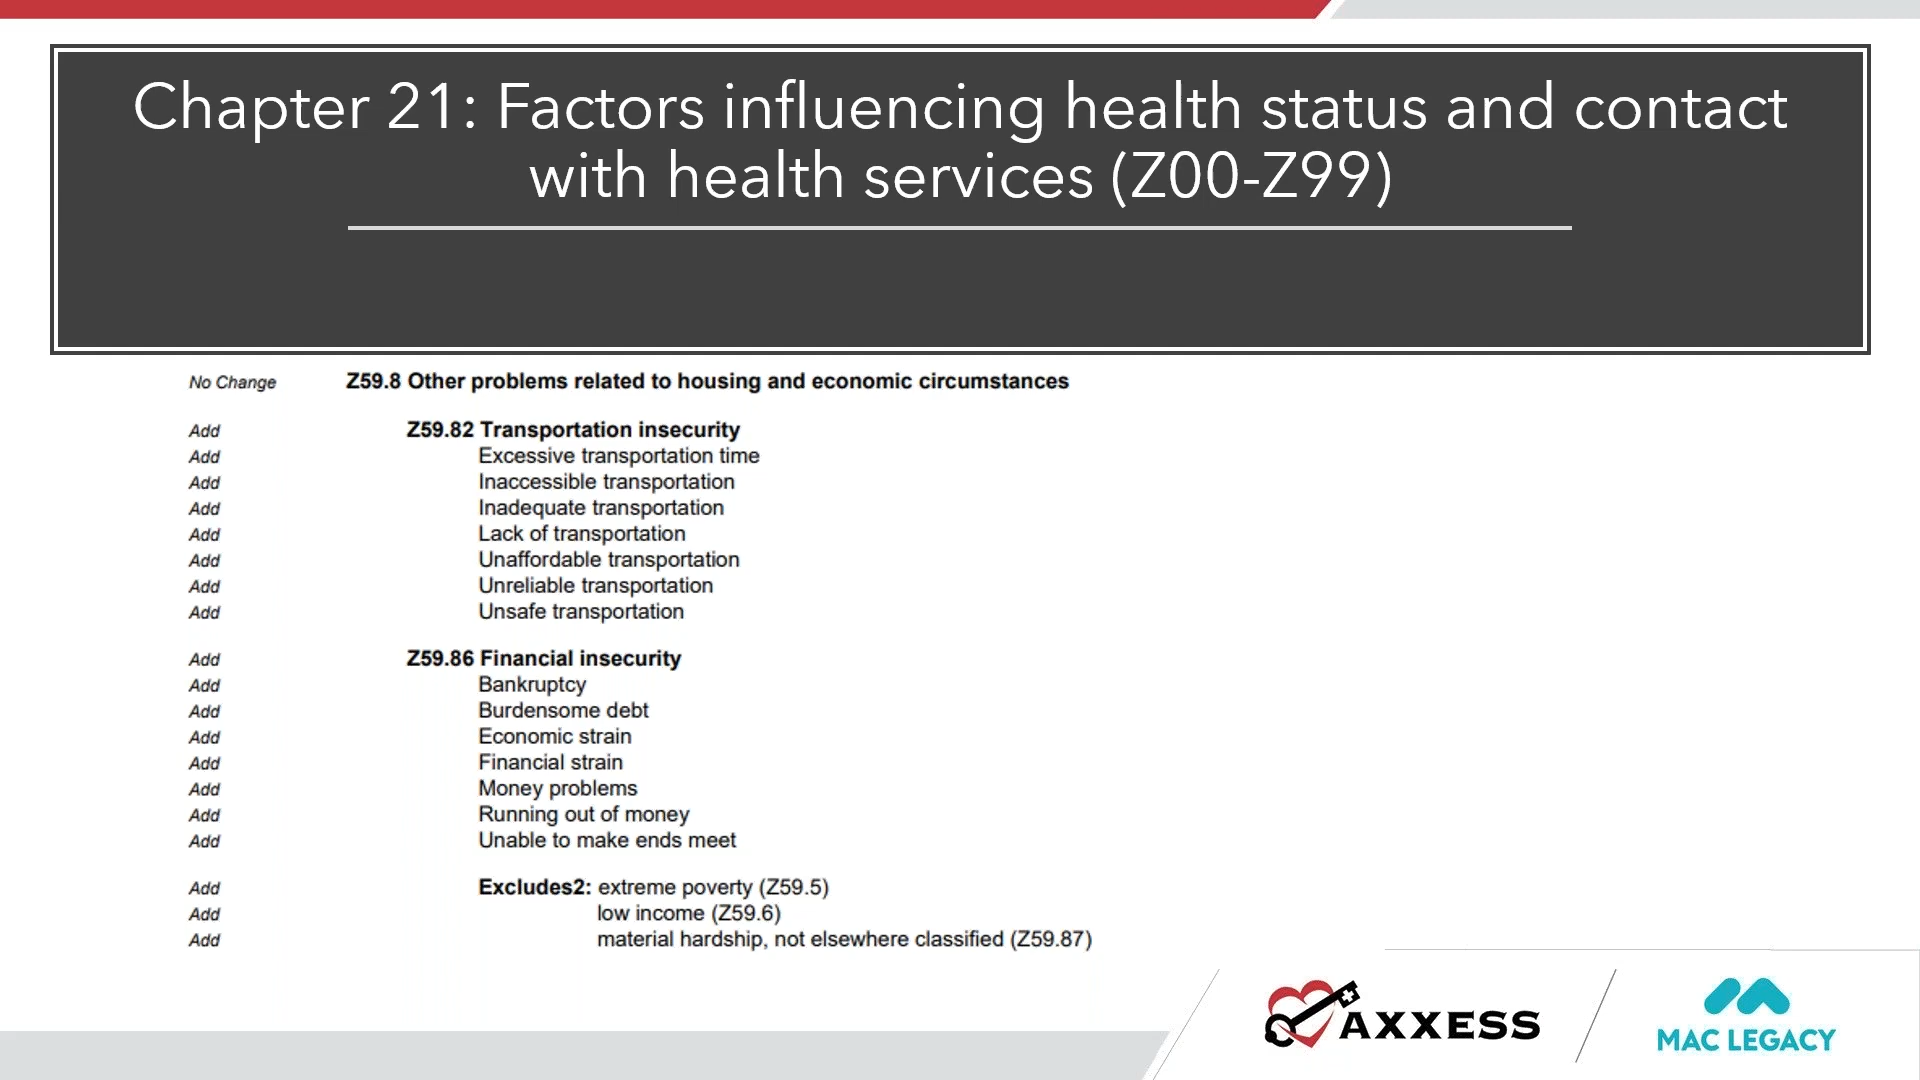 Chapter 21: Factors influencing health status and contact
with health services (Z00-Z99)
No Change Z59.8 Other problems related to housing and economic circumstances
Add Z59.82 Transportation insecurity
Add Excessive transportation time
Add Inaccessible transportation
Add Inadequate transportation
Add Lack of transportation
Add Unaffordable transportation
Add Unreliable transportation
Add Unsafe transportation
Add Z59.86 Financial insecurity
Add Bankruptcy
Add Burdensome debt
Add Economic strain
Add Financial strain
Add Money problems
Add Running out of money
Add Unable to make ends meet
Add Excludes2: extreme poverty (Z59.5)
Add low income (Z59.6)
Add material hardship, not elsewhere classified (Z59.87)
AXXESS
MAC LEGACY